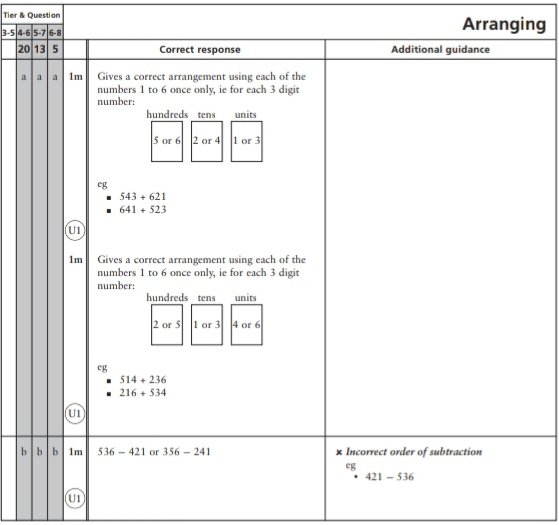 Tier & Question
Arranging
3-5 4-6 5-7 6-8
20 13 5 Correct response Additional guidance
a a a 1m Gives a correct arrangement using each of the
numbers 1 to 6 once only, ie for each 3 digit
number:
hundreds tens units
5 or 6 2 or 4 1 or 3
eg
▪ 543 + 621
▪ 641 + 523
U1
1m Gives a correct arrangement using each of the
numbers 1 to 6 once only, ie for each 3 digit
number:
hundreds tens units
2 or 5 1 or 3 4 or 6
eg
▪ 514 + 236
▪ 216 + 534
U1
b b b 1m 536 – 421 or 356 – 241 ✖ Incorrect order of subtraction
eg
• 421 – 536
U1